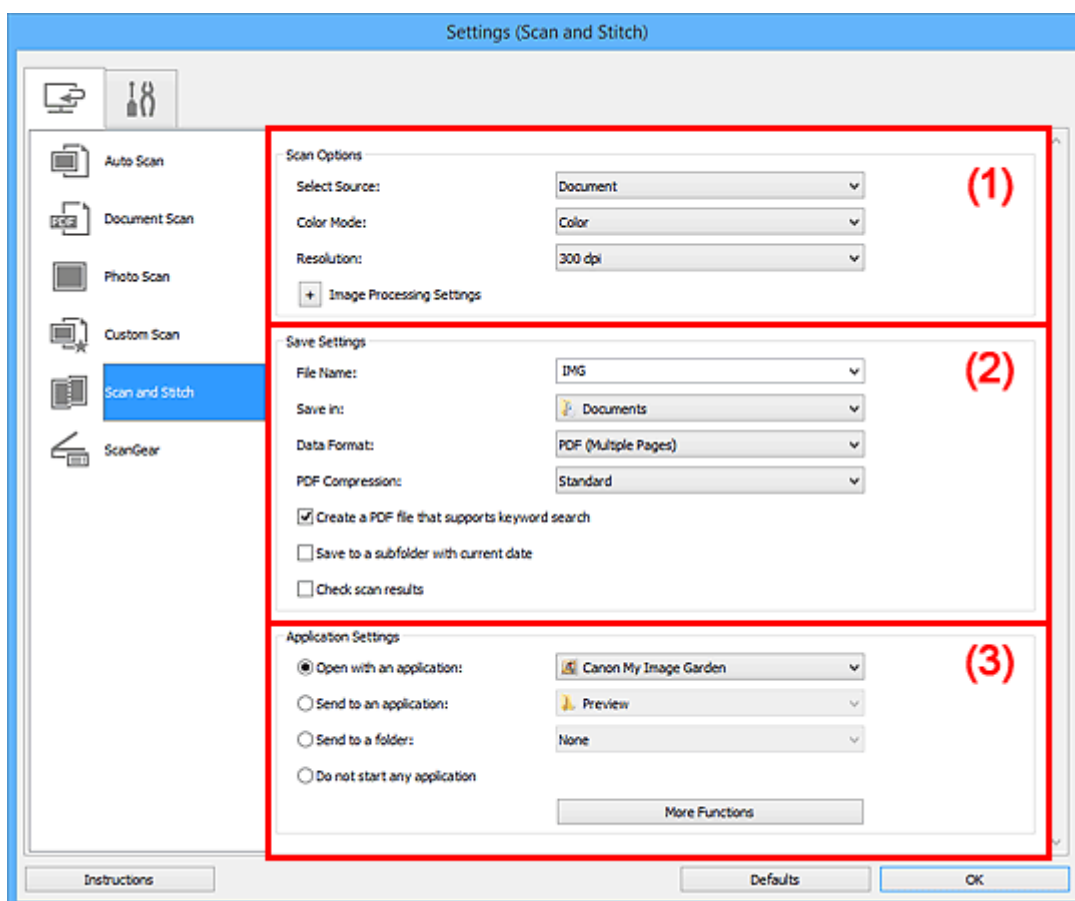 Settings (Scan and Stitch)
Auto Scan
Document Scan
Photo Scan
Custom Scan
Scan and Stitch
ScanGear
PDF
Scan Options
(1)
Select Source: Document
Color Mode: Color
Resolution: 300 dpi
+ Image Processing Settings
Save Settings
(2)
File Name: IMG
Save in: Documents
Data Format: PDF (Multiple Pages)
PDF Compression: Standard
Create a PDF file that supports keyword search
Save to a subfolder with current date
Check scan results
Application Settings
(3)
Open with an application: Canon My Image Garden
Send to an application: Preview
Send to a folder: None
Do not start any application
More Functions
Instructions Defaults OK